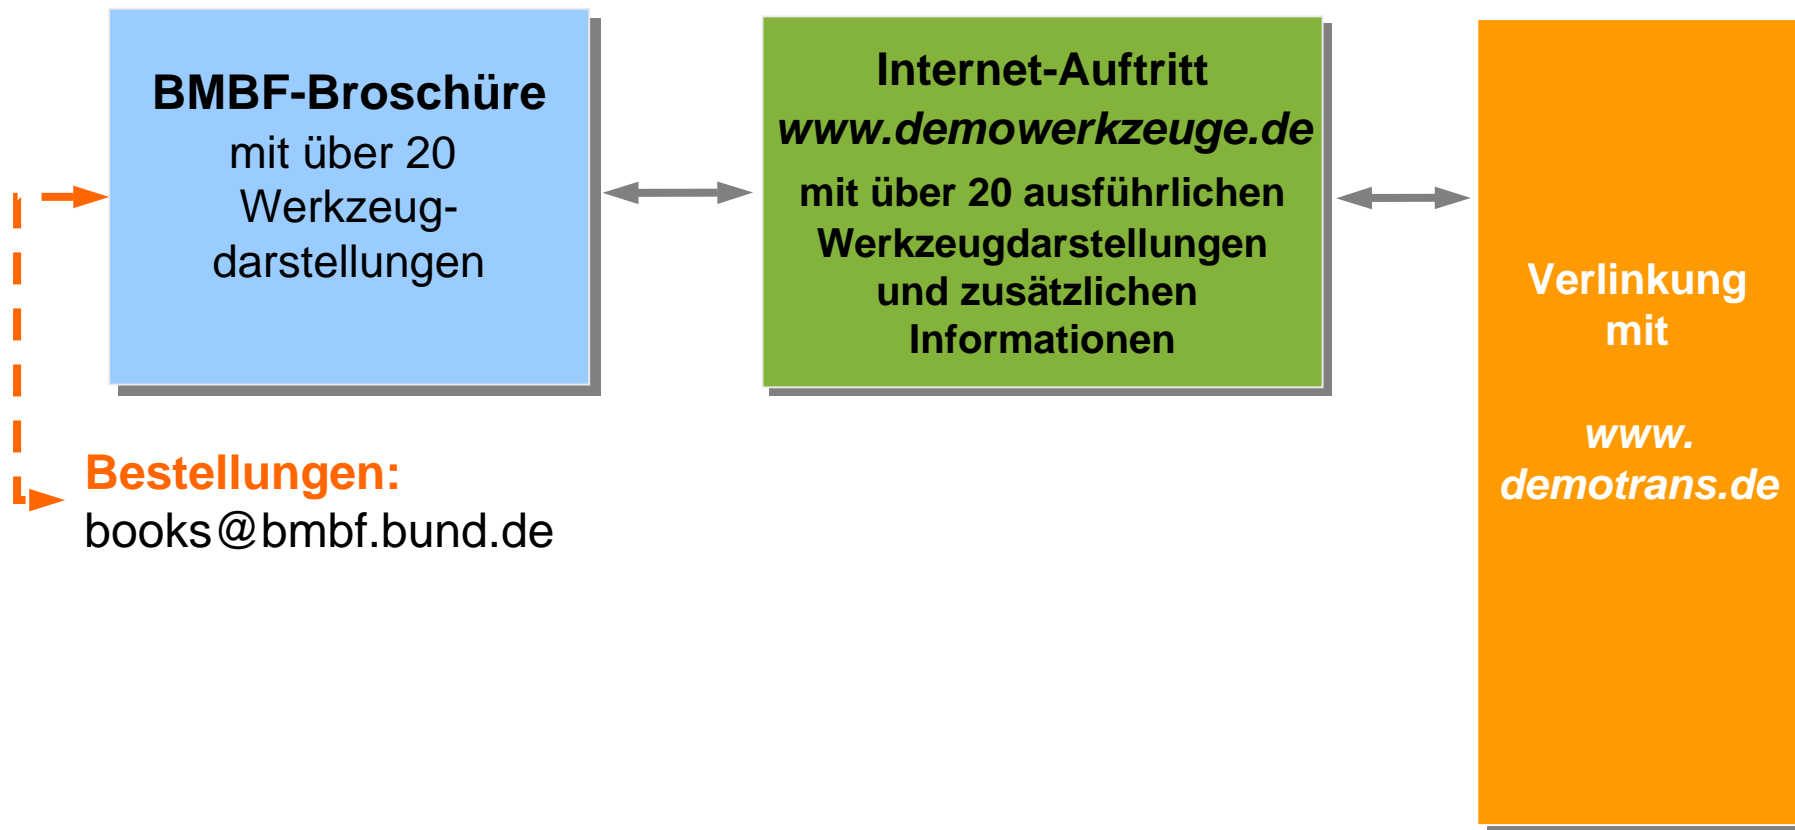 BMBF-Broschüre
mit über 20
Werkzeug-
darstellungen
Bestellungen:
books@bmbf.bund.de
Internet-Auftritt
www.demowerkzeuge.de
mit über 20 ausführlichen
Werkzeugdarstellungen
und zusätzlichen
Informationen
Verlinkung
mit
www.
demotrans.de